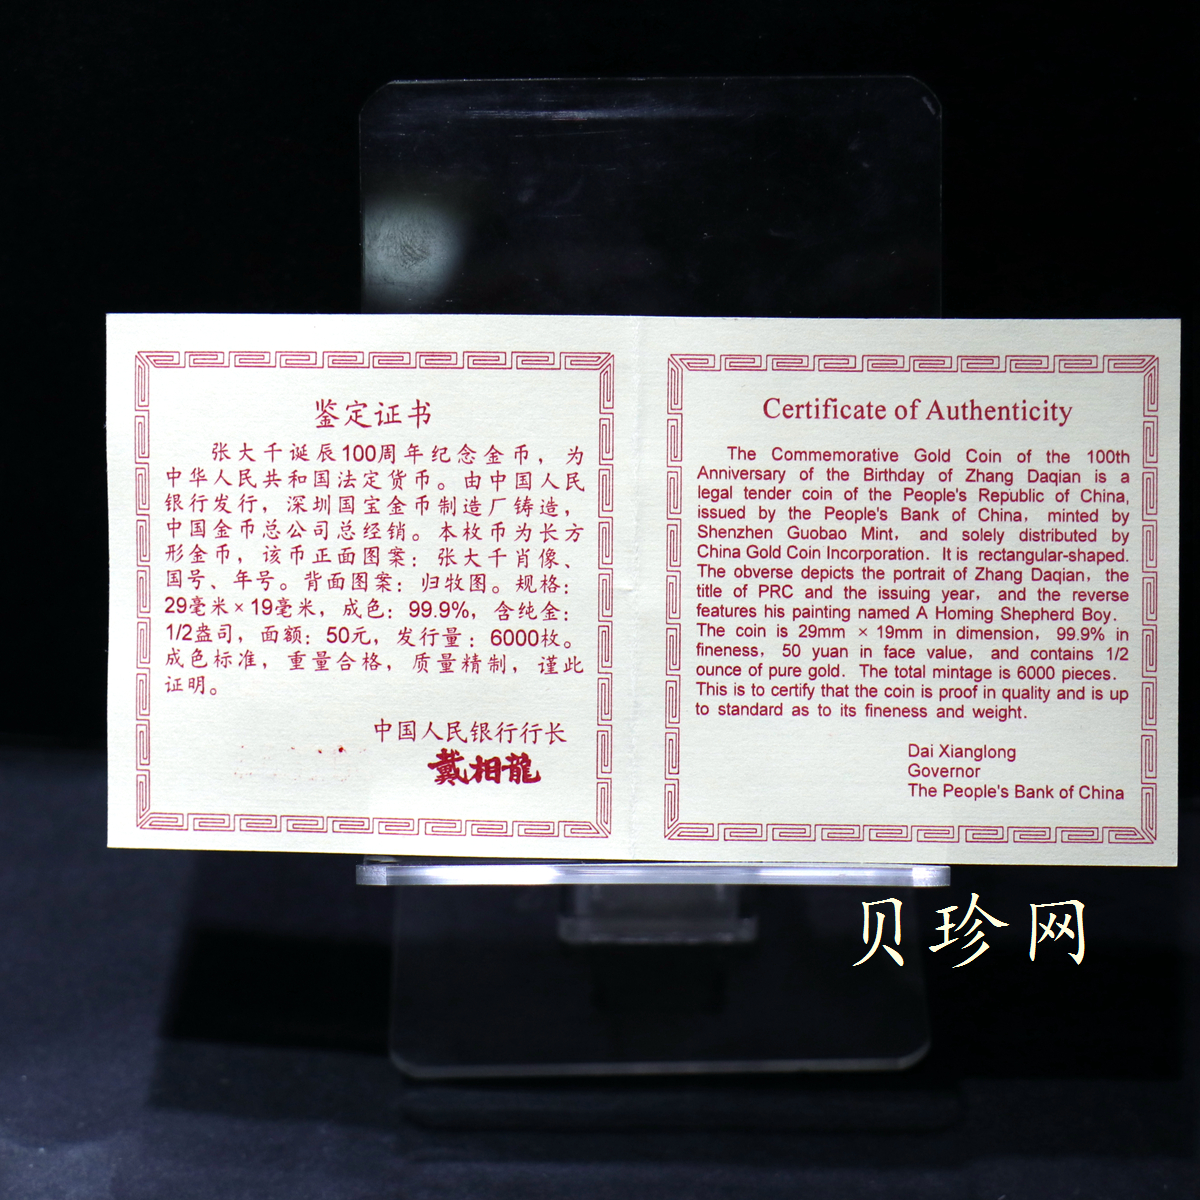 鉴定证书
张大千诞辰100周年纪念金币，为
中华人民共和国法定货币。由中国人民
银行发行，深圳国宝金币制造厂铸造，
中国金币总公司总经销。本枚币为长方
形金币，该币正面图案：张大千肖像、
国号、年号。背面图案：归牧图。规格：
29毫米×19毫米，成色：99.9%，含纯金：
1/2盎司，面额：50元，发行量：6000枚。
成色标准，重量合格，质量精制，谨此
证明。
中国人民银行行长
戴相龍
Certificate of Authenticity
The Commemorative Gold Coin of the 100th
Anniversary of the Birthday of Zhang Daqian is a
legal tender coin of the People's Republic of China,
issued by the People's Bank of China, minted by
Shenzhen Guobao Mint, and solely distributed by
China Gold Coin Incorporation. It is rectangular-shaped.
The obverse depicts the portrait of Zhang Daqian, the
title of PRC and the issuing year, and the reverse
features his painting named A Homing Shepherd Boy.
The coin is 29mm × 19mm in dimension, 99.9% in
fineness, 50 yuan in face value, and contains 1/2
ounce of pure gold. The total mintage is 6000 pieces.
This is to certify that the coin is proof in quality and is up
to standard as to its fineness and weight.
Dai Xianglong
Governor
The People's Bank of China
贝珍网